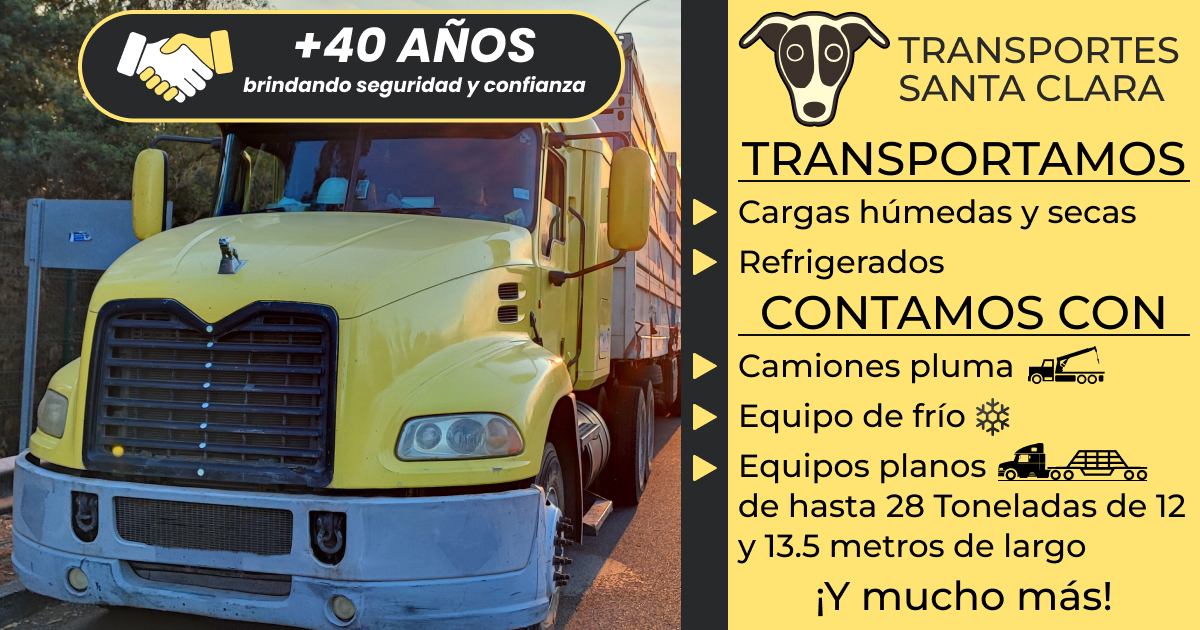 +40 AÑOS
brindando seguridad y confianza
TRANSPORTES
SANTA CLARA
TRANSPORTAMOS
Cargas húmedas y secas
Refrigerados
CONTAMOS CON
Camiones pluma
Equipo de frío
Equipos planos
de hasta 28 Toneladas de 12
y 13.5 metros de largo
¡Y mucho más!